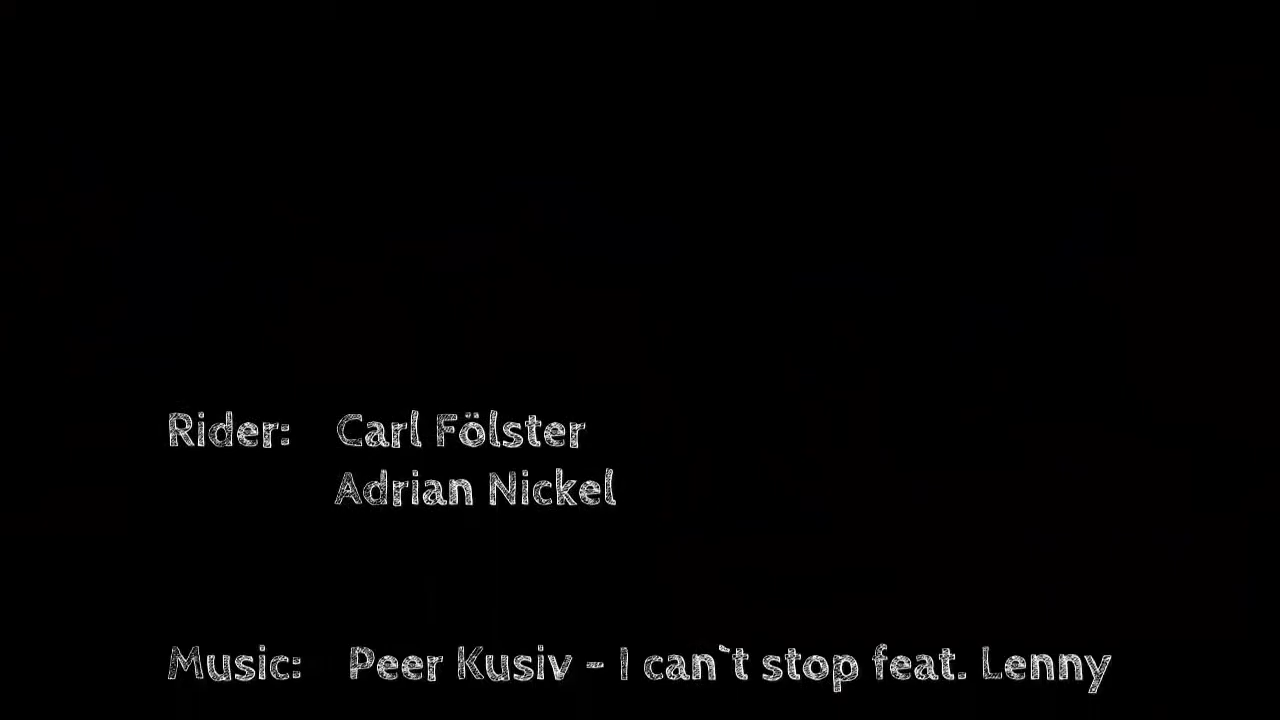 Rider: Carl Fölster
Adrian Nickel
Music: Peer Kusiv - I can`t stop feat. Lenny